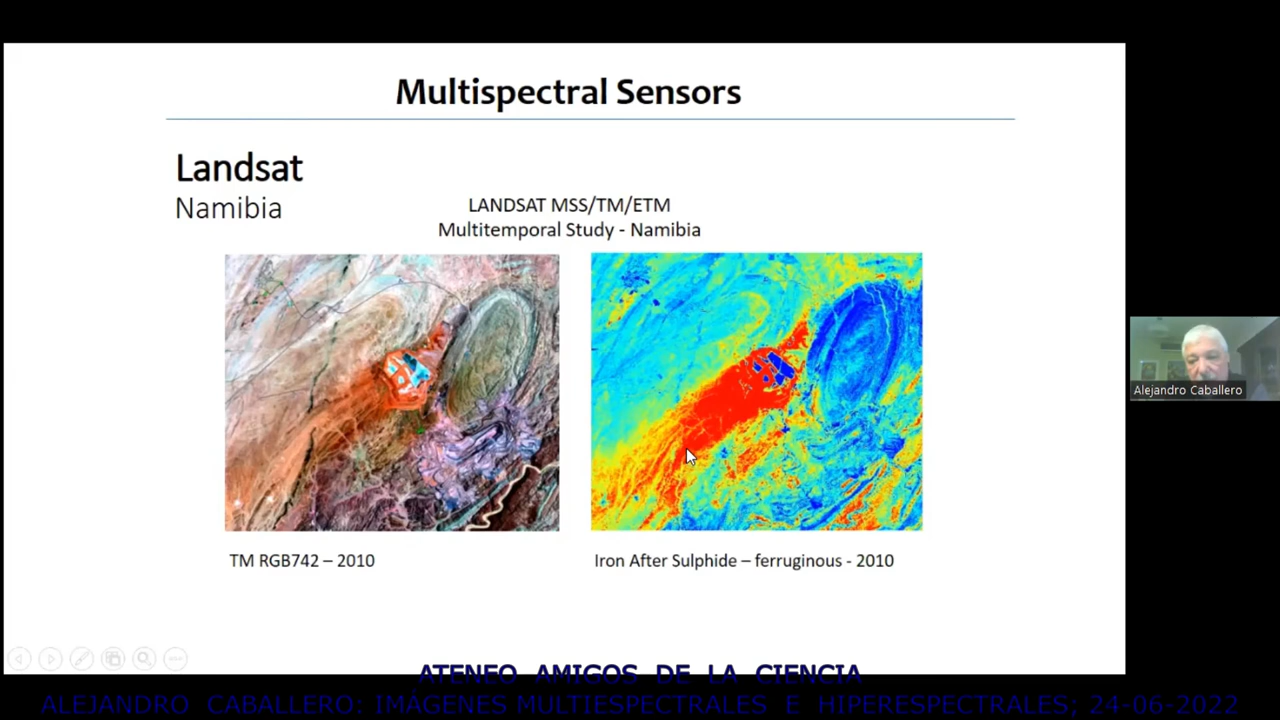 Multispectral Sensors
Landsat
Namibia
LANDSAT MSS/TM/ETM
Multitemporal Study - Namibia
TM RGB742 – 2010
Iron After Sulphide – ferruginous - 2010
Alejandro Caballero
ATENEO AMIGOS DE LA CIENCIA
ALEJANDRO CABALLERO: IMÁGENES MULTIESPECTRALES E HIPERESPECTRALES; 24-06-2022